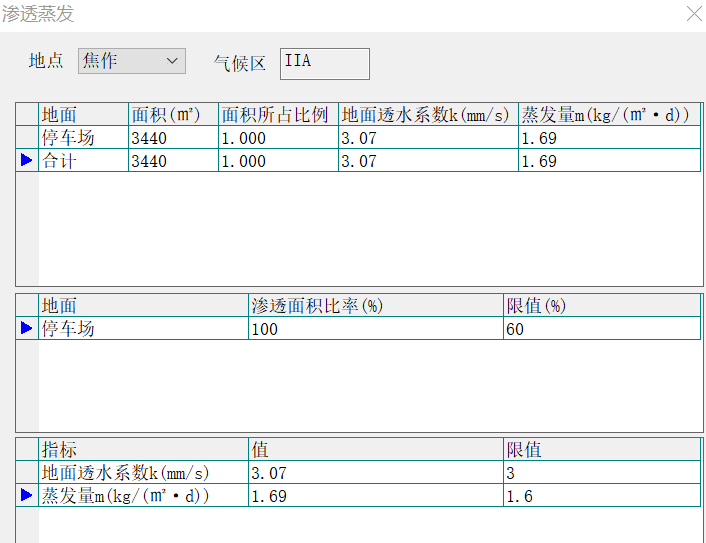 渗透蒸发
地点 焦作 气候区 IIA
地面 面积(㎡) 面积所占比例 地面透水系数k(mm/s) 蒸发量m(kg/(㎡·d))
停车场 3440 1.000 3.07 1.69
合计 3440 1.000 3.07 1.69
地面 渗透面积比率(%) 限值(%)
停车场 100 60
指标 值 限值
地面透水系数k(mm/s) 3.07 3
蒸发量m(kg/(㎡·d)) 1.69 1.6